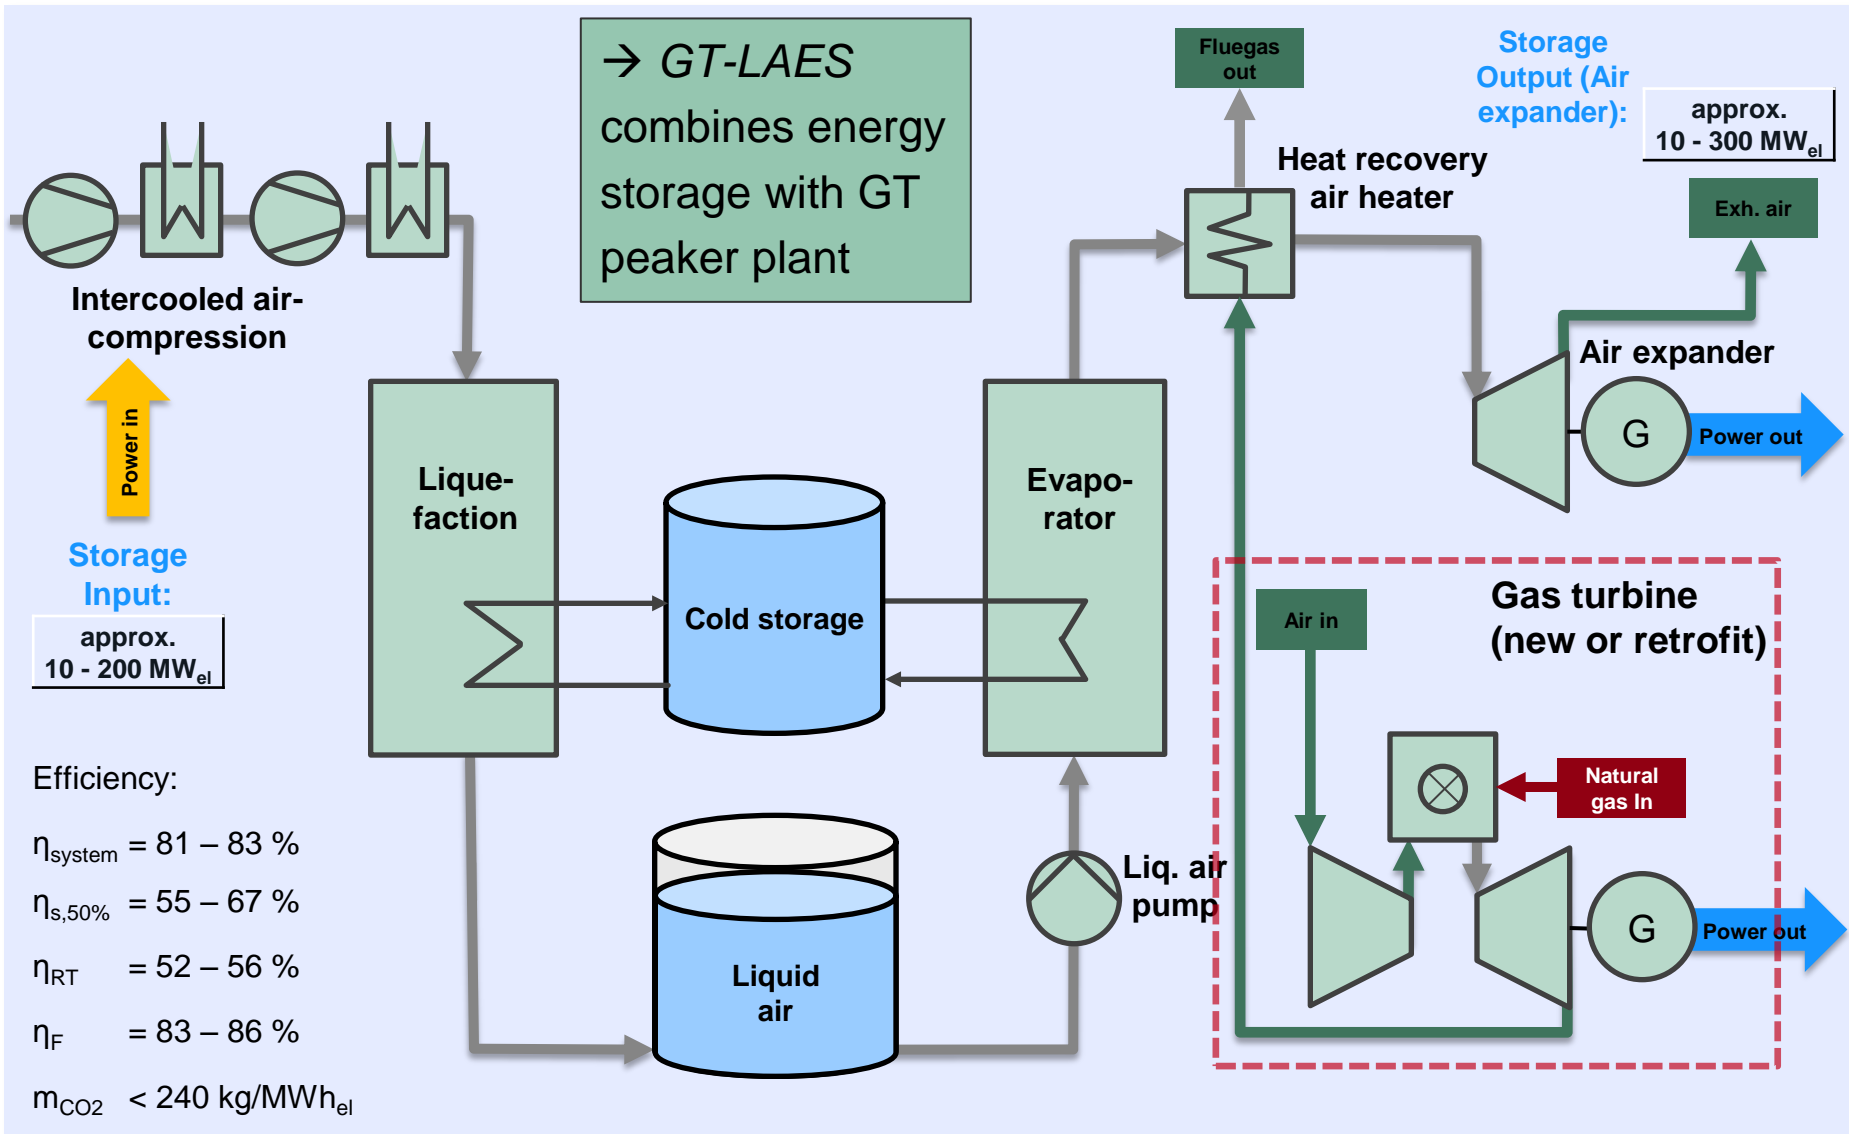 → GT-LAES
combines energy
storage with GT
peaker plant
Fluegas
out
Storage
Output (Air
expander):
approx.
10 - 300 MWel
Heat recovery
air heater
Exh. air
Intercooled air-
compression
Power in
Storage
Input:
approx.
10 - 200 MWel
Air expander
G
Power out
Lique-
faction
Cold storage
Evapo-
rator
Gas turbine
(new or retrofit)
Air in
Natural
gas In
Liq. air
pump
G
Power out
Liquid
air
Efficiency:
ηsystem = 81 – 83 %
ηs,50% = 55 – 67 %
ηRT = 52 – 56 %
ηF = 83 – 86 %
mCO2 < 240 kg/MWhel